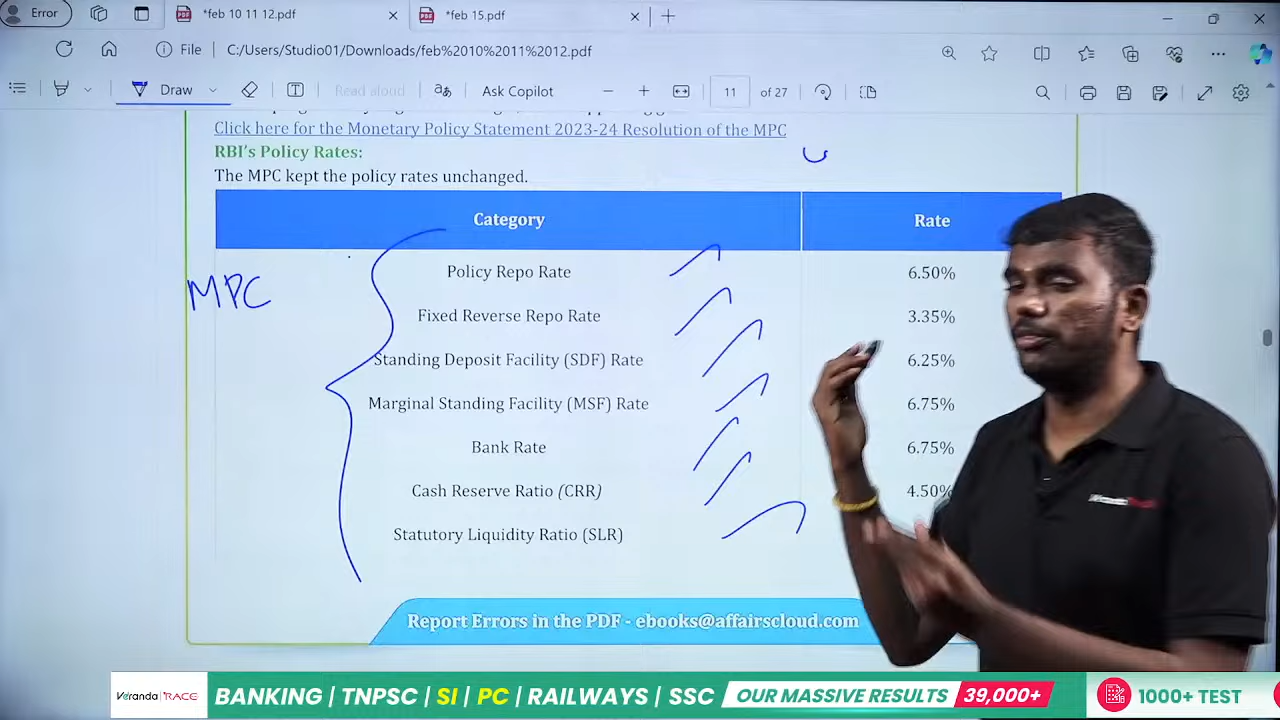 Error
*feb 10 11 12.pdf
*feb 15.pdf
File
C:/Users/Studio01/Downloads/feb%2010%2011%2012.pdf
Draw
Read aloud
Ask Copilot
11 of 27
Click here for the Monetary Policy Statement 2023-24 Resolution of the MPC
RBI's Policy Rates:
The MPC kept the policy rates unchanged.
Category Rate
Policy Repo Rate 6.50%
MPC
Fixed Reverse Repo Rate 3.35%
Standing Deposit Facility (SDF) Rate 6.25%
Marginal Standing Facility (MSF) Rate 6.75%
Bank Rate 6.75%
Cash Reserve Ratio (CRR) 4.50%
Statutory Liquidity Ratio (SLR)
Report Errors in the PDF - ebooks@affairscloud.com
Veranda RACE
BANKING | TNPSC | SI | PC | RAILWAYS | SSC
OUR MASSIVE RESULTS 39,000+
1000+ TEST